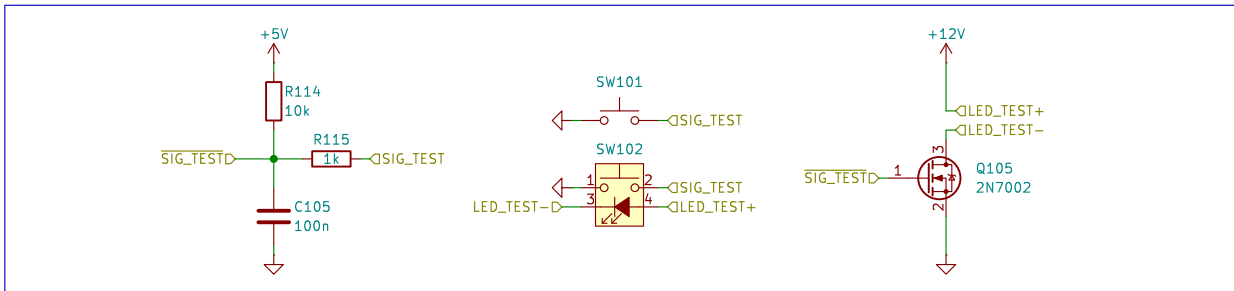 +5V
R114
10k
SIG_TEST
R115
1k
SIG_TEST
C105
100n
SW101
SIG_TEST
SW102
1
2
SIG_TEST
LED_TEST-
3
4
LED_TEST+
+12V
LED_TEST+
LED_TEST-
3
SIG_TEST
1
Q105
2N7002
2